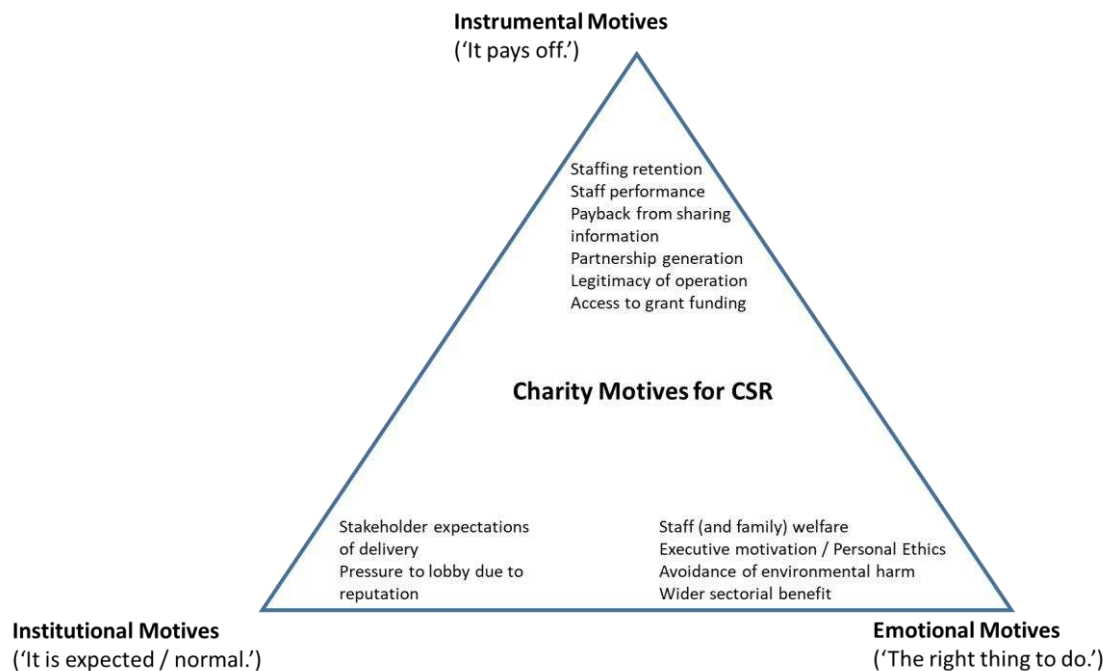 Instrumental Motives
(‘It pays off.’)
Staffing retention
Staff performance
Payback from sharing
information
Partnership generation
Legitimacy of operation
Access to grant funding
Charity Motives for CSR
Stakeholder expectations
of delivery
Pressure to lobby due to
reputation
Staff (and family) welfare
Executive motivation / Personal Ethics
Avoidance of environmental harm
Wider sectorial benefit
Institutional Motives
(‘It is expected / normal.’)
Emotional Motives
(‘The right thing to do.’)